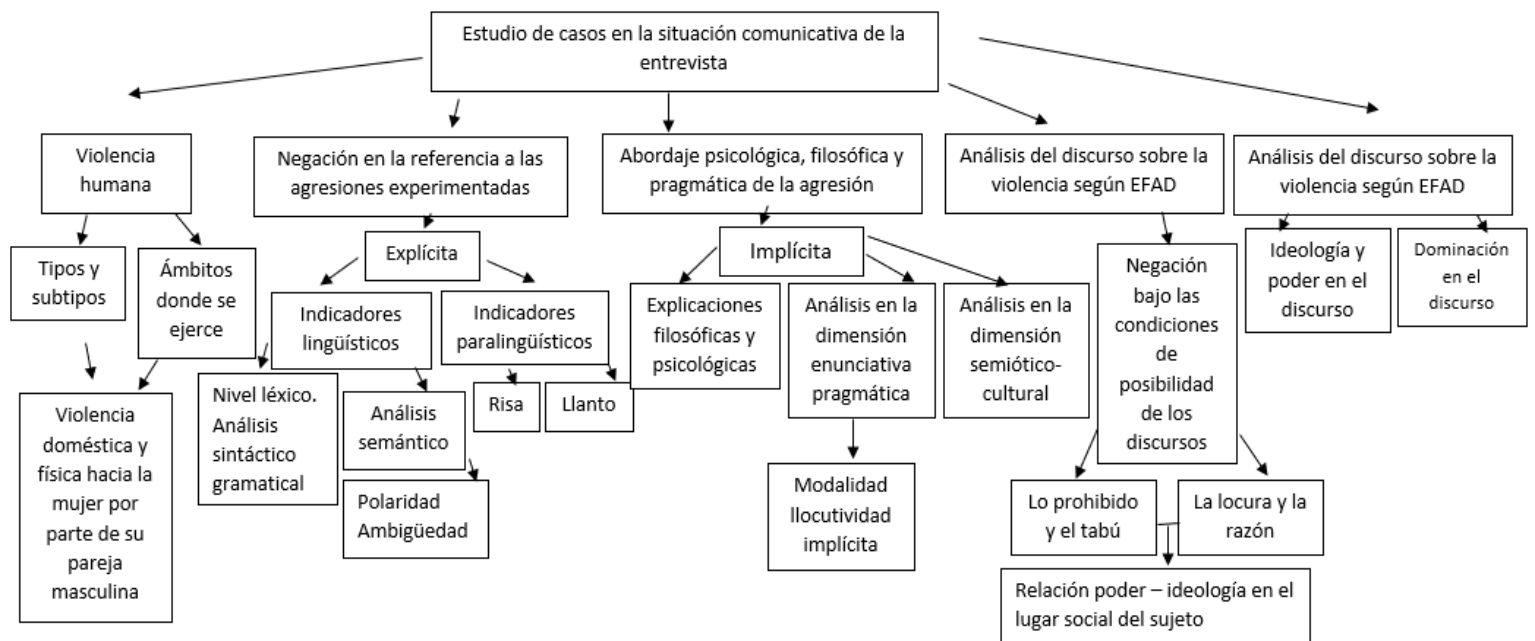 Estudio de casos en la situación comunicativa de la
entrevista
Violencia
humana
Negación en la referencia a las
agresiones experimentadas
Abordaje psicológica, filosófica y
pragmática de la agresión
Análisis del discurso sobre la
violencia según EFAD
Análisis del discurso sobre la
violencia según EFAD
Tipos y
subtipos
Ámbitos
donde se
ejerce
Explícita
Implícita
Negación
bajo las
condiciones
de
posibilidad
de los
discursos
Ideología y
poder en el
discurso
Dominación
en el
discurso
Indicadores
lingüísticos
Indicadores
paralingüísticos
Explicaciones
filosóficas y
psicológicas
Análisis en la
dimensión
enunciativa
pragmática
Análisis en la
dimensión
semiótico-
cultural
Violencia
doméstica y
física hacia la
mujer por
parte de su
pareja
masculina
Nivel léxico.
Análisis
sintáctico
gramatical
Análisis
semántico
Risa
Llanto
Polaridad
Ambigüedad
Modalidad
llocutividad
implícita
Lo prohibido
y el tabú
La locura y la
razón
Relación poder – ideología en el
lugar social del sujeto